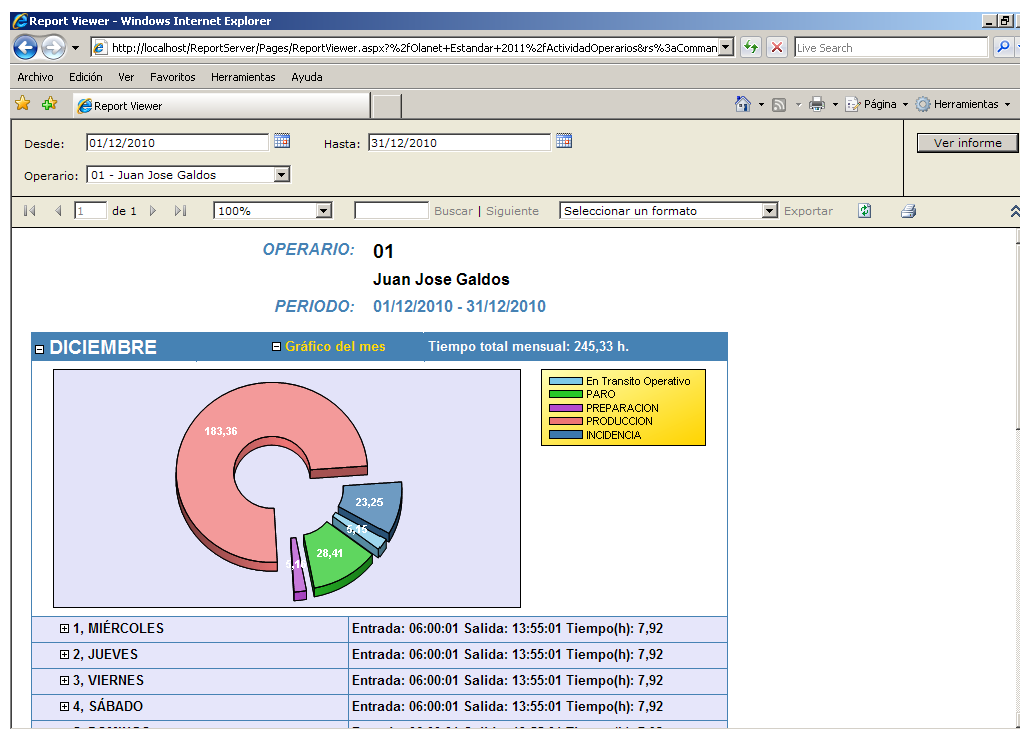 Report Viewer - Windows Internet Explorer
http://localhost/ReportServer/Pages/ReportViewer.aspx?%2fOlanet+Estandar+2011%2fActividadOperarios&rs%3aComman
Live Search
Archivo Edición Ver Favoritos Herramientas Ayuda
Report Viewer
Página Herramientas
Desde: 01/12/2010 Hasta: 31/12/2010 Ver informe
Operario: 01 - Juan Jose Galdos
1 de 1 100% Buscar | Siguiente Seleccionar un formato Exportar
OPERARIO: 01
Juan Jose Galdos
PERIODO: 01/12/2010 - 31/12/2010
DICIEMBRE Gráfico del mes Tiempo total mensual: 245,33 h.
En Transito Operativo
PARO
PREPARACION
PRODUCCION
INCIDENCIA
183,36
23,25
28,41
1, MIÉRCOLES Entrada: 06:00:01 Salida: 13:55:01 Tiempo(h): 7,92
2, JUEVES Entrada: 06:00:01 Salida: 13:55:01 Tiempo(h): 7,92
3, VIERNES Entrada: 06:00:01 Salida: 13:55:01 Tiempo(h): 7,92
4, SÁBADO Entrada: 06:00:01 Salida: 13:55:01 Tiempo(h): 7,92